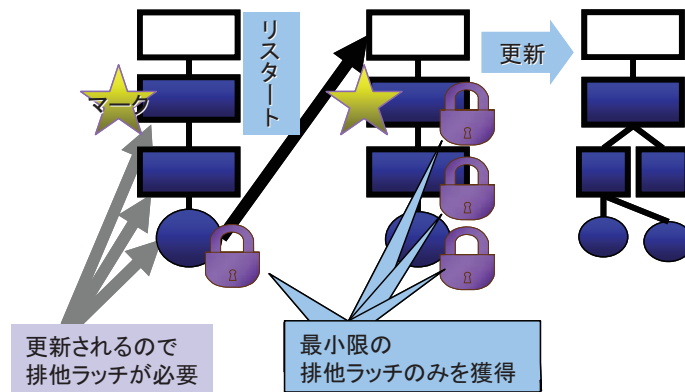 マーク
リスタート
更新
更新されるので
排他ラッチが必要
最小限の
排他ラッチのみを獲得